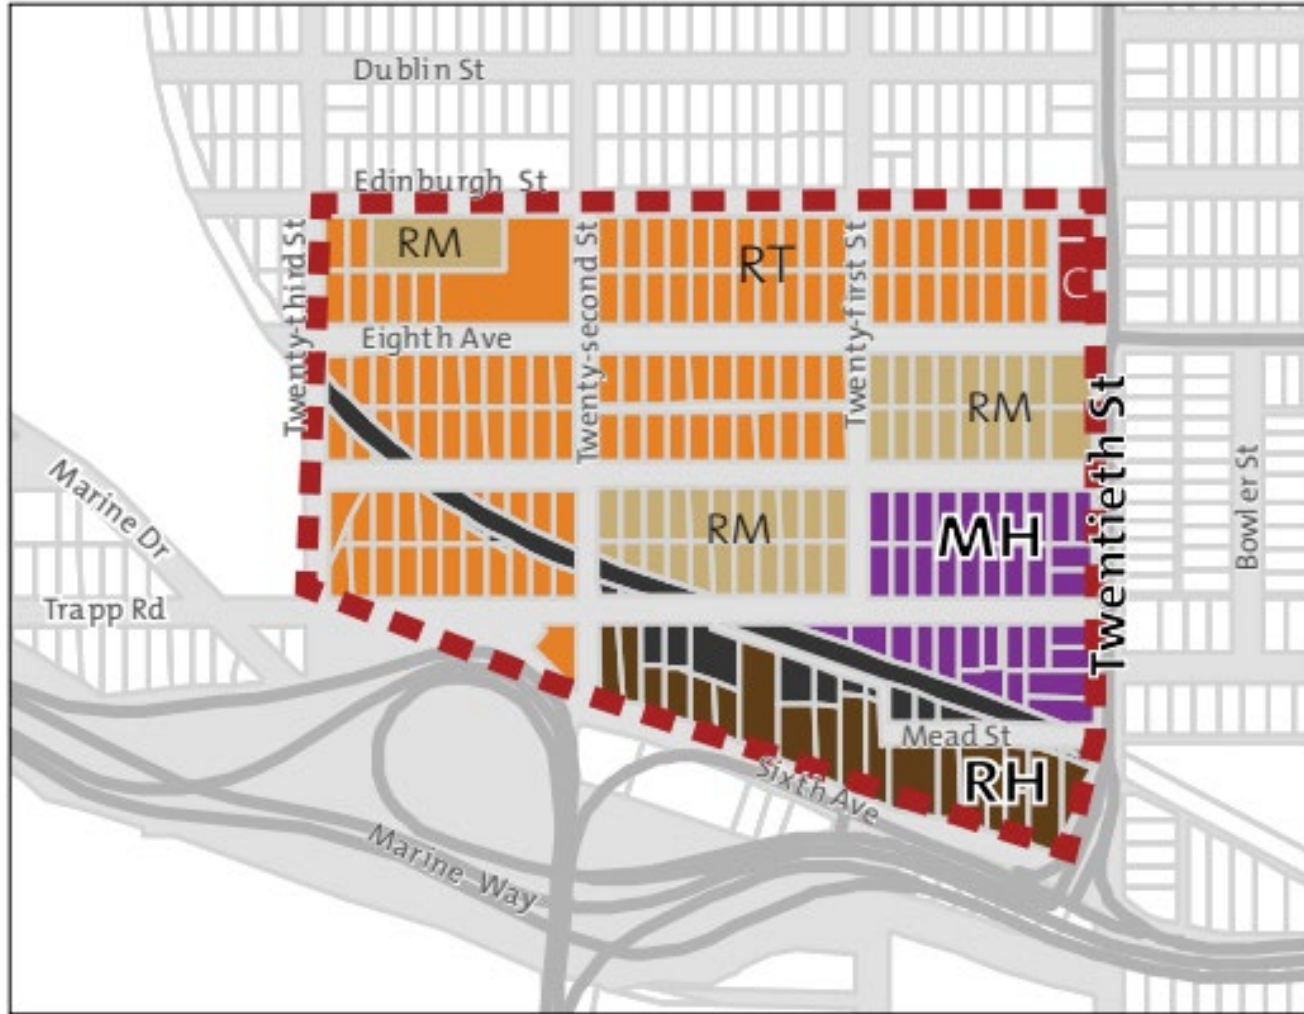 Dublin St
Edinburgh St
Twenty-third St
RM
Twenty-second St
RT
Twenty-first St
C
Eighth Ave
RM
Twentieth St
Marine Dr
RM
MH
Bowler St
Trapp Rd
Mead St
RH
Sixth Ave
Marine Way